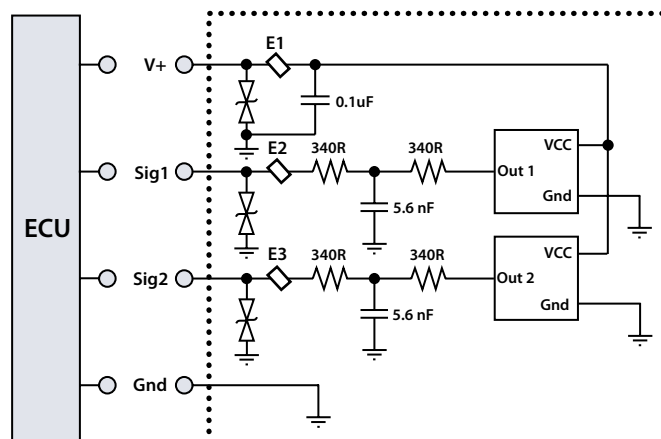 E1
V+
0.1uF
VCC
E2
340R
340R
Sig1
Out 1
Gnd
5.6 nF
ECU
E3
340R
340R
VCC
Sig2
Out 2
Gnd
5.6 nF
Gnd